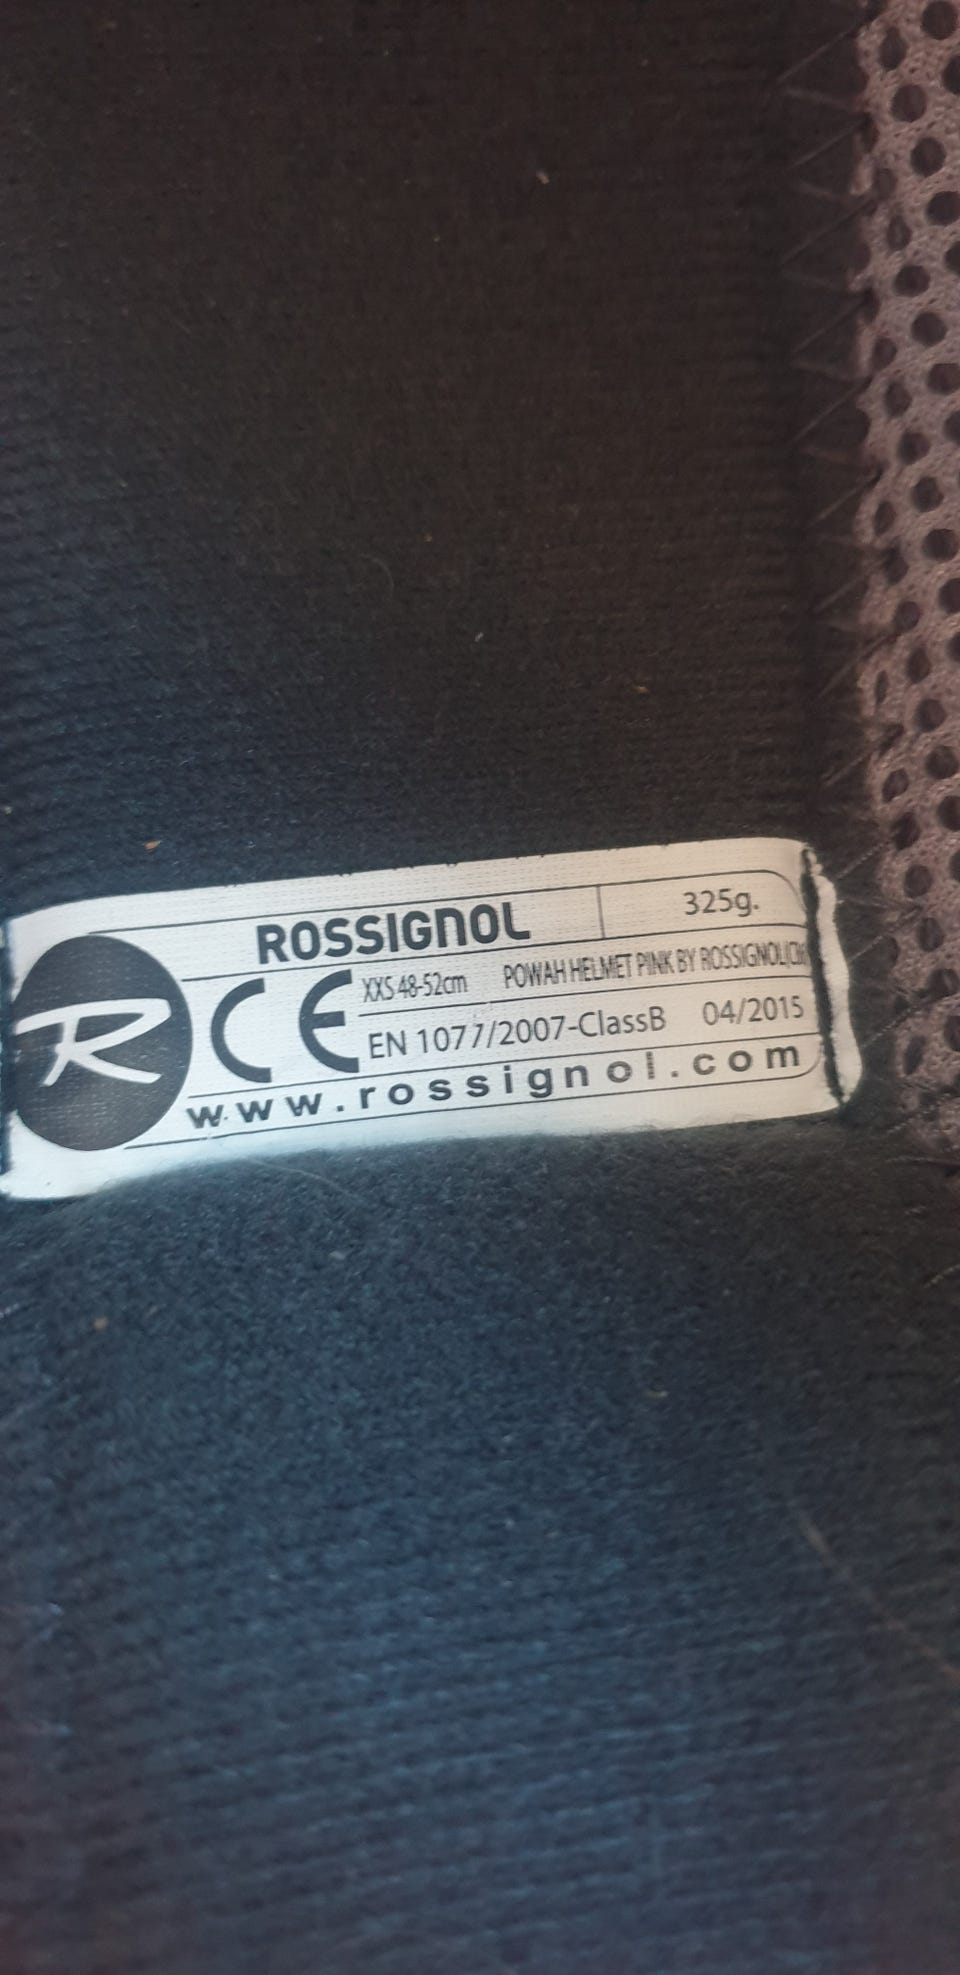 ROSSIGNOL 325g.
R CE XXS 48-52cm POWAH HELMET PINK BY ROSSIGNOL
EN 1077/2007-ClassB 04/2015
www.rossignol.com